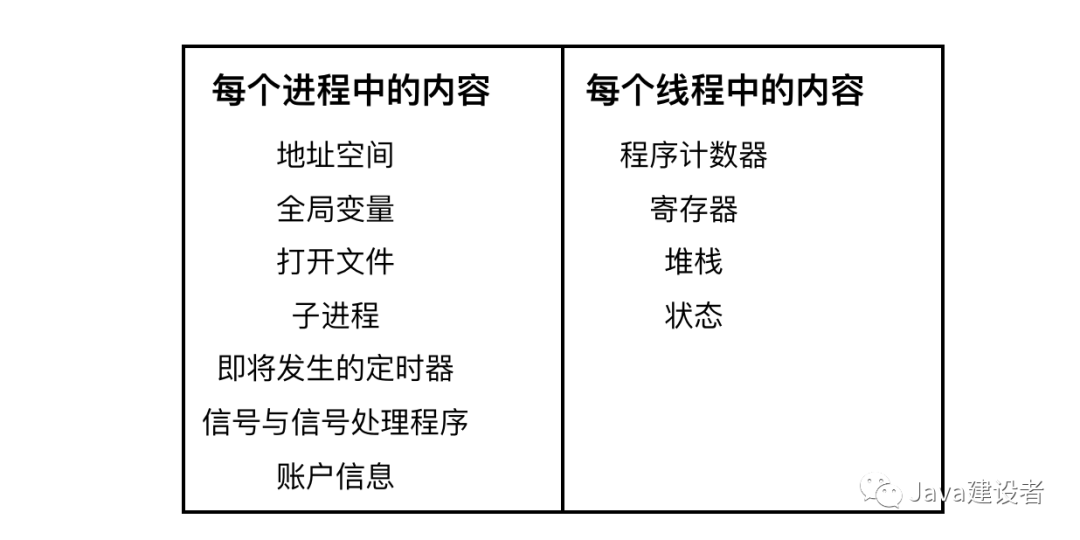 每个进程中的内容
地址空间
全局变量
打开文件
子进程
即将发生的定时器
信号与信号处理程序
账户信息
每个线程中的内容
程序计数器
寄存器
堆栈
状态
Java建设者